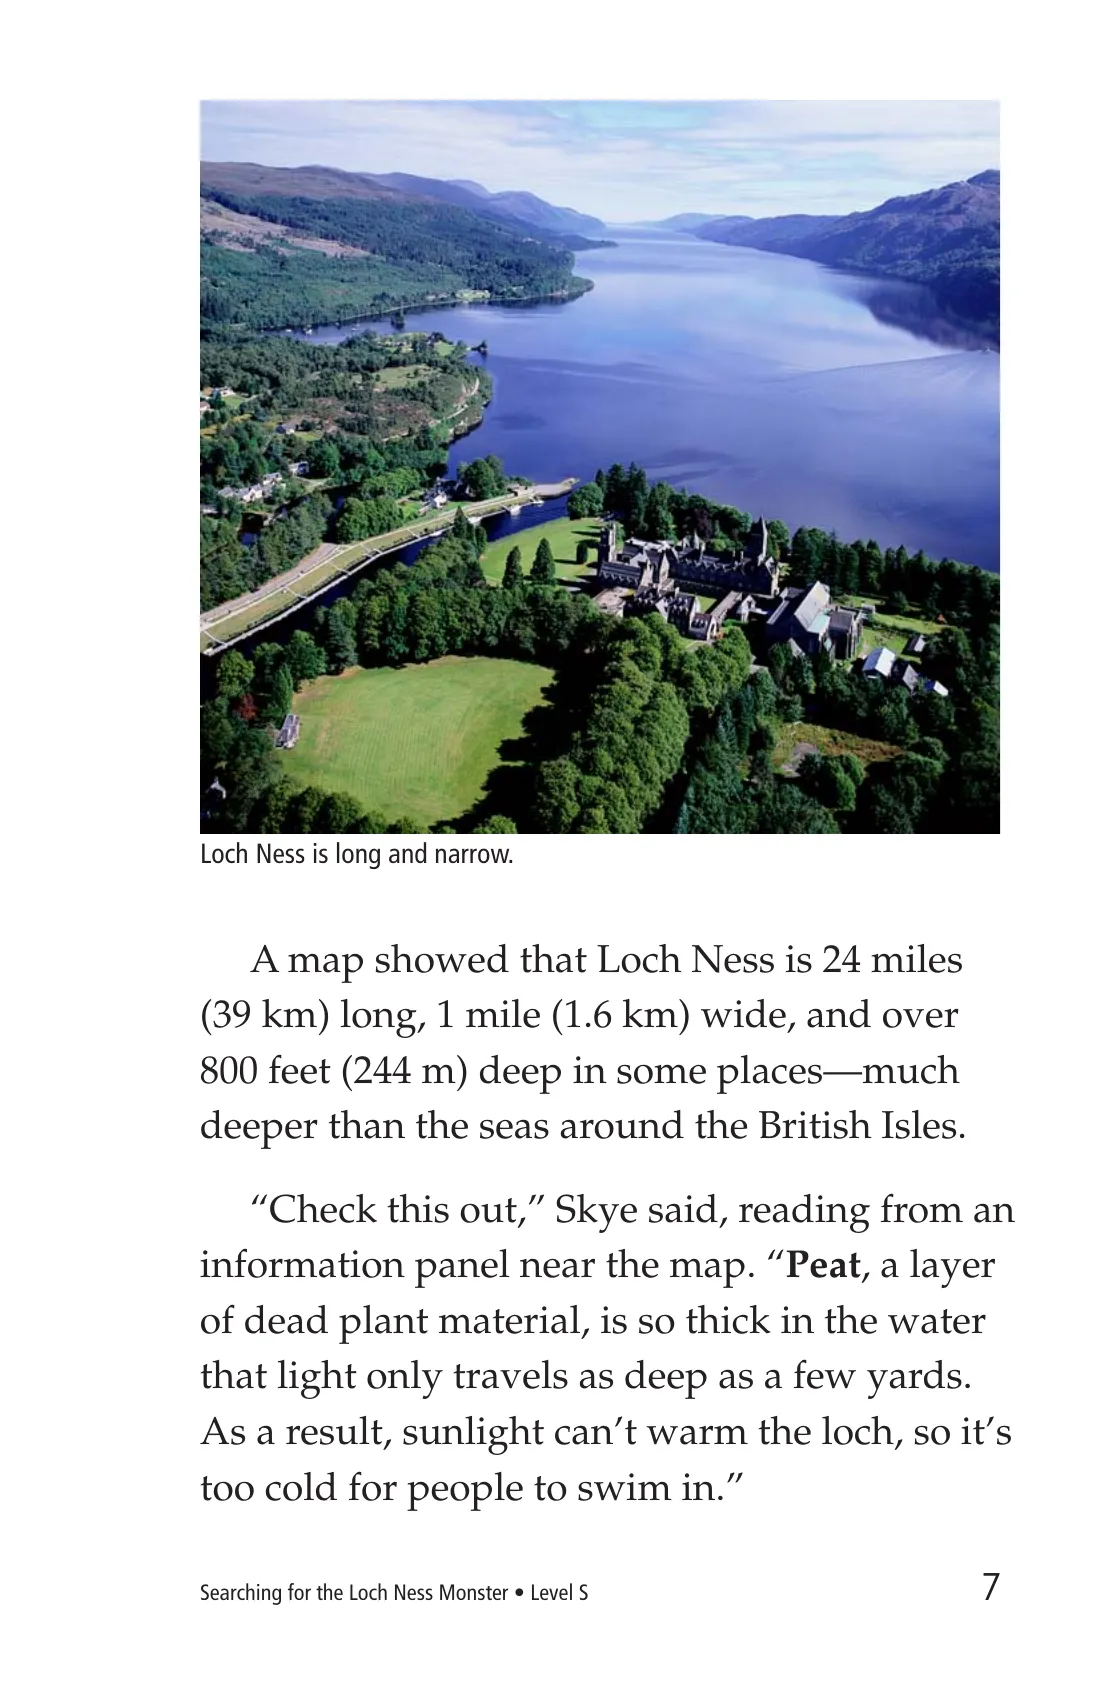 Loch Ness is long and narrow.
A map showed that Loch Ness is 24 miles
(39 km) long, 1 mile (1.6 km) wide, and over
800 feet (244 m) deep in some places—much
deeper than the seas around the British Isles.
“Check this out,” Skye said, reading from an
information panel near the map. “Peat, a layer
of dead plant material, is so thick in the water
that light only travels as deep as a few yards.
As a result, sunlight can’t warm the loch, so it’s
too cold for people to swim in.”
Searching for the Loch Ness Monster • Level S 7